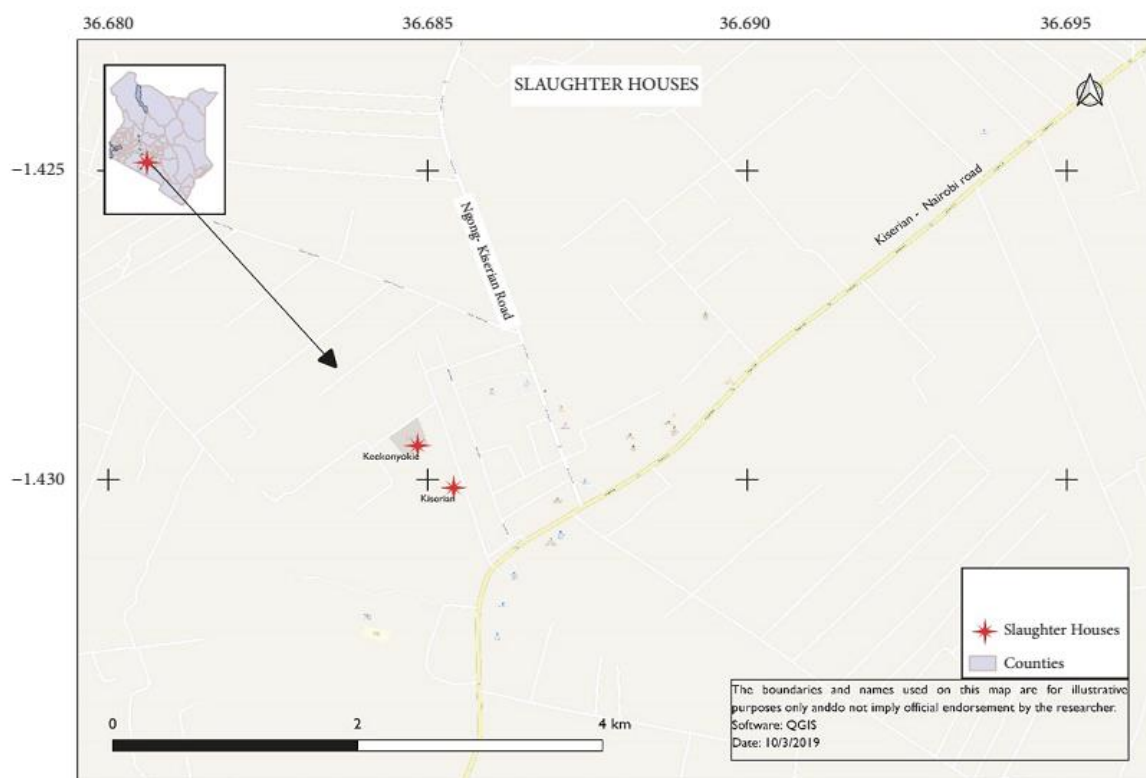 36.680 36.685 36.690 36.695
SLAUGHTER HOUSES
−1.425
Kiserian - Nairobi road
Ngong- Kiserian Road
Keekonyokie
−1.430
Kiserian
Slaughter Houses
Counties
The boundaries and names used on this map are for illustrative
purposes only anddo not imply official endorsement by the researcher.
Software: QGIS
Date: 10/3/2019
0 2 4 km